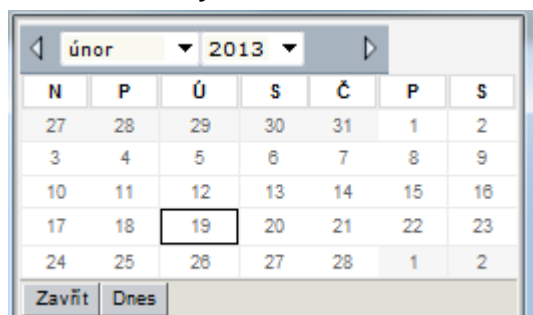 únor 2013
N P Ú S Č P S
27 28 29 30 31 1 2
3 4 5 6 7 8 9
10 11 12 13 14 15 16
17 18 19 20 21 22 23
24 25 26 27 28 1 2
Zavřít Dnes